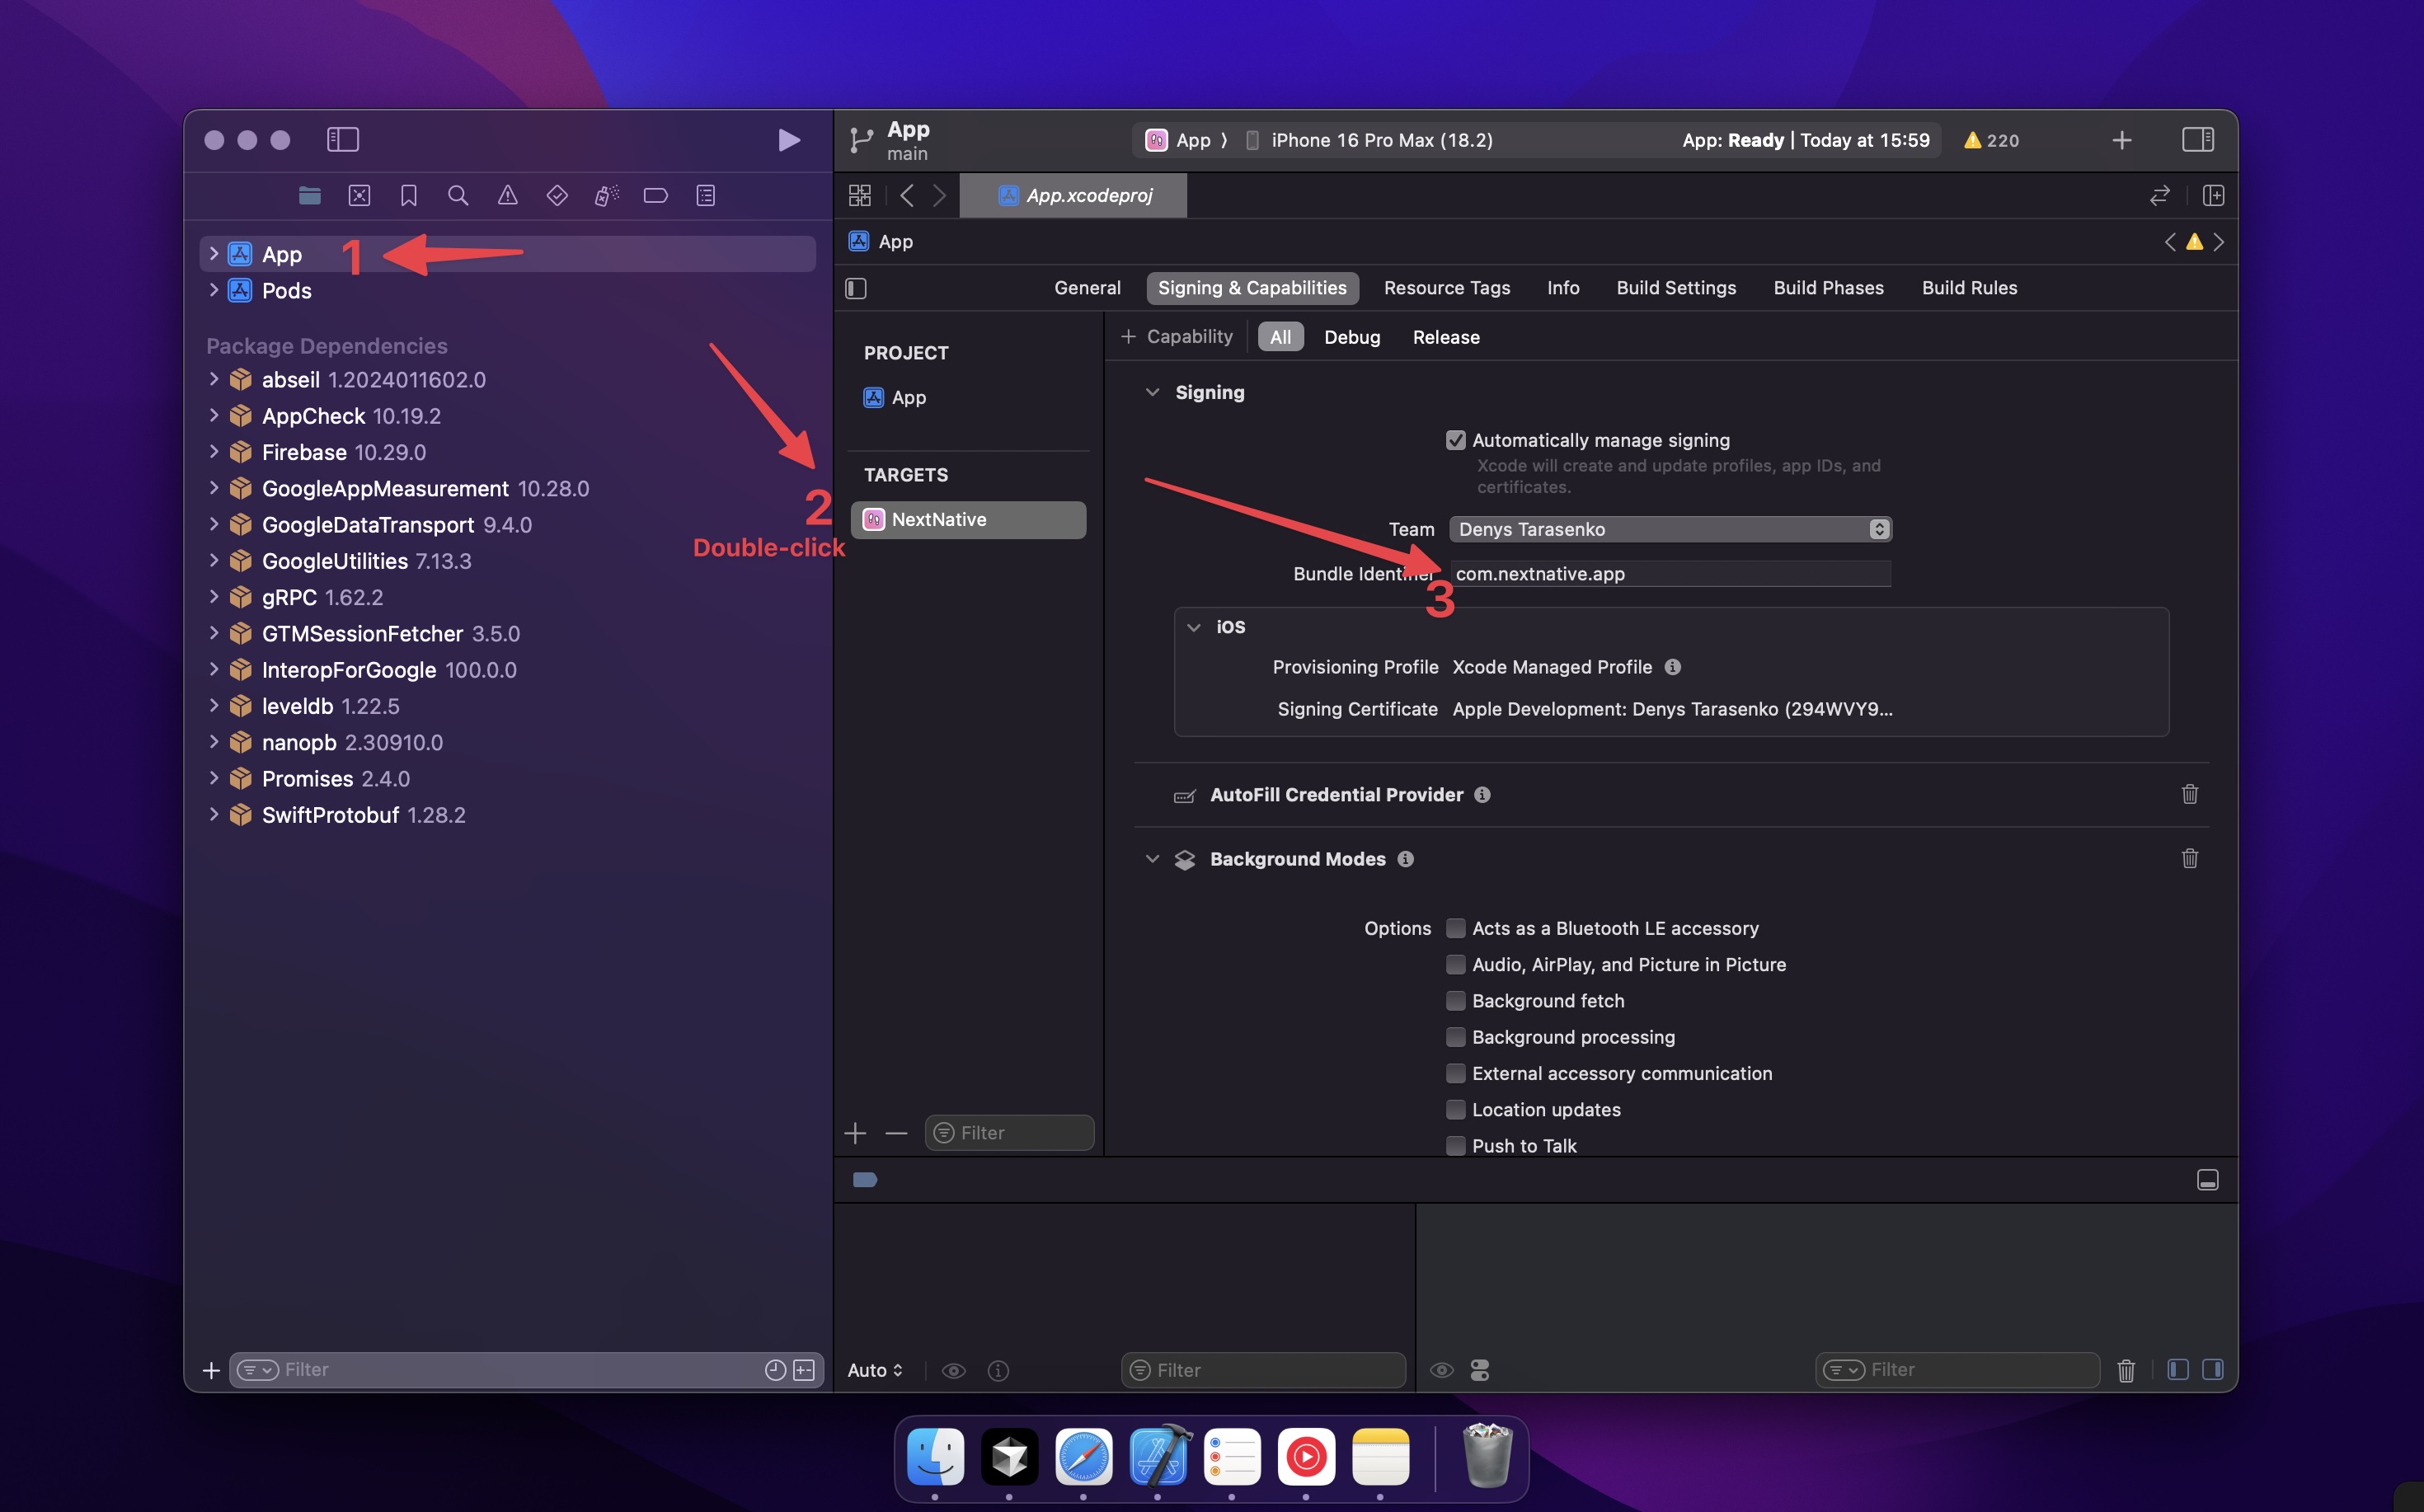 App
main
App
iPhone 16 Pro Max (18.2)
App: Ready | Today at 15:59
220
App.xcodeproj
App
App
1
Pods
Package Dependencies
abseil 1.2024011602.0
AppCheck 10.19.2
Firebase 10.29.0
GoogleAppMeasurement 10.28.0
GoogleDataTransport 9.4.0
GoogleUtilities 7.13.3
gRPC 1.62.2
GTMSessionFetcher 3.5.0
InteropForGoogle 100.0.0
leveldb 1.22.5
nanopb 2.30910.0
Promises 2.4.0
SwiftProtobuf 1.28.2
Filter
2
Double-click
General
Signing & Capabilities
Resource Tags
Info
Build Settings
Build Phases
Build Rules
PROJECT
App
TARGETS
NextNative
Filter
Capability
All
Debug
Release
Signing
Automatically manage signing
Xcode will create and update profiles, app IDs, and
certificates.
Team Denys Tarasenko
Bundle Identifier com.nextnative.app
3
iOS
Provisioning Profile Xcode Managed Profile
Signing Certificate Apple Development: Denys Tarasenko (294WVY9...
AutoFill Credential Provider
Background Modes
Options
Acts as a Bluetooth LE accessory
Audio, AirPlay, and Picture in Picture
Background fetch
Background processing
External accessory communication
Location updates
Push to Talk
Auto
Filter
Filter